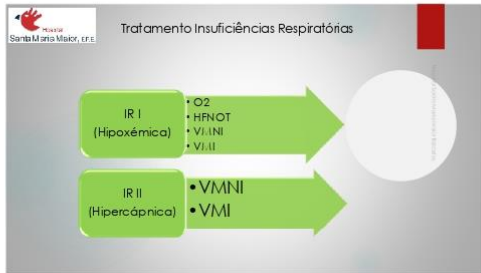 Hospital
Santa Maria Maior, E.P.E.
Tratamento Insuficiências Respiratórias
IR I
(Hipoxémica)
• O2
• HFNOT
• VMNI
• VMI
IR II
(Hipercápnica)
• VMNI
• VMI